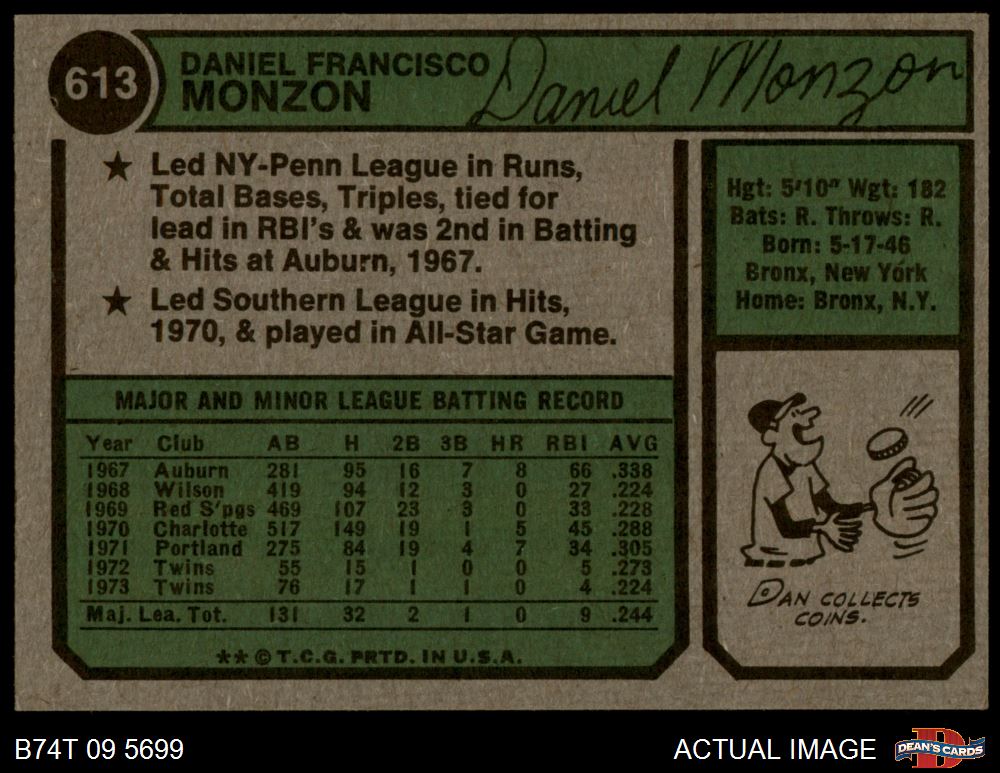 613
DANIEL FRANCISCO
MONZON
Daniel Monzon
★ Led NY-Penn League in Runs,
Total Bases, Triples, tied for
lead in RBI's & was 2nd in Batting
& Hits at Auburn, 1967.
★ Led Southern League in Hits,
1970, & played in All-Star Game.
Hgt: 5'10" Wgt: 182
Bats: R. Throws: R.
Born: 5-17-46
Bronx, New York
Home: Bronx, N.Y.
MAJOR AND MINOR LEAGUE BATTING RECORD
Year Club AB H 2B 3B HR RBI AVG
1967 Auburn 281 95 16 7 8 66 .338
1968 Wilson 419 94 12 3 0 27 .224
1969 Red S'pgs 469 107 23 3 0 33 .228
1970 Charlotte 517 149 19 1 5 45 .288
1971 Portland 275 84 19 4 7 34 .305
1972 Twins 55 15 1 0 0 5 .273
1973 Twins 76 17 1 1 0 4 .224
Maj. Lea. Tot. 131 32 2 1 0 9 .244
** © T.C.G. PRTD. IN U.S.A.
DAN COLLECTS
COINS.
B74T 09 5699
ACTUAL IMAGE
DEAN'S CARDS